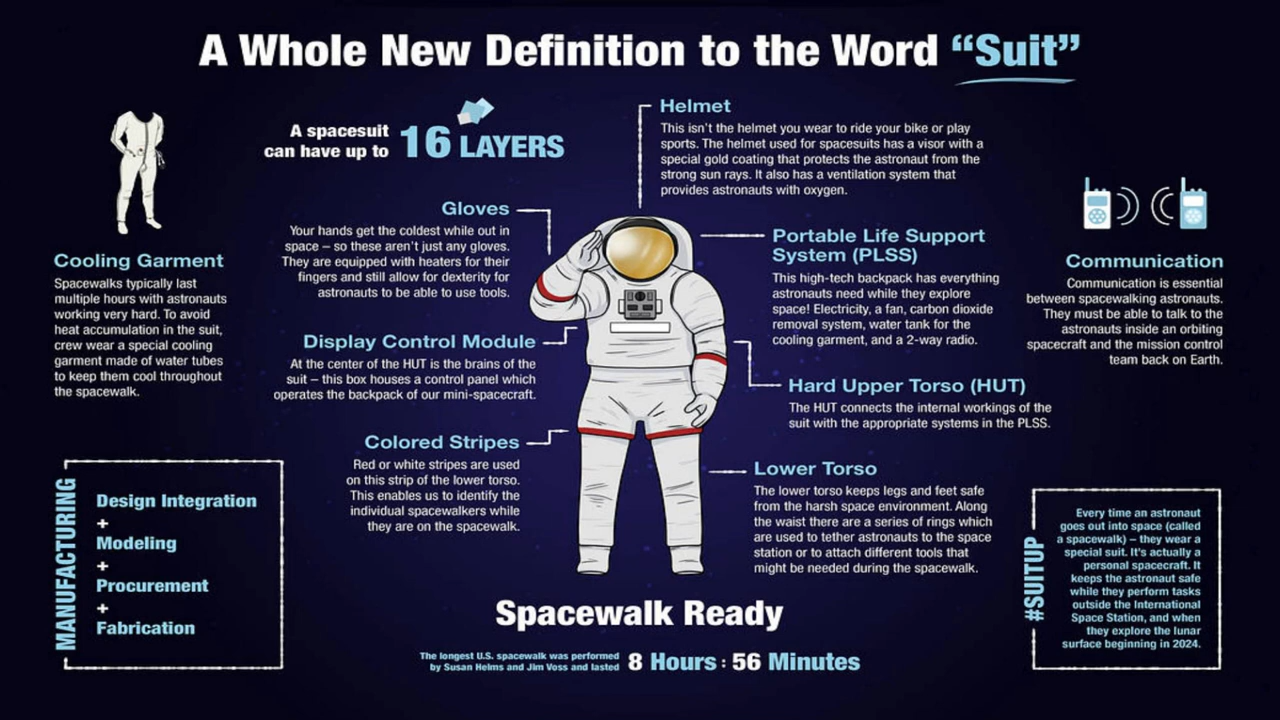 A Whole New Definition to the Word “Suit”
A spacesuit
can have up to
16 LAYERS
Helmet
This isn't the helmet you wear to ride your bike or play
sports. The helmet used for spacesuits has a visor with a
special gold coating that protects the astronaut from the
strong sun rays. It also has a ventilation system that
provides astronauts with oxygen.
Gloves
Your hands get the coldest while out in
space – so these aren't just any gloves.
They are equipped with heaters for their
fingers and still allow for dexterity for
astronauts to be able to use tools.
Portable Life Support
System (PLSS)
This high-tech backpack has everything
astronauts need while they explore
space! Electricity, a fan, carbon dioxide
removal system, water tank for the
cooling garment, and a 2-way radio.
Cooling Garment
Spacewalks typically last
multiple hours with astronauts
working very hard. To avoid
heat accumulation in the suit,
crew wear a special cooling
garment made of water tubes
to keep them cool throughout
the spacewalk.
Communication
Communication is essential
between spacewalking astronauts.
They must be able to talk to the
astronauts inside an orbiting
spacecraft and the mission control
team back on Earth.
Display Control Module
At the center of the HUT is the brains of the
suit – this box houses a control panel which
operates the backpack of our mini-spacecraft.
Hard Upper Torso (HUT)
The HUT connects the internal workings of the
suit with the appropriate systems in the PLSS.
Colored Stripes
Red or white stripes are used
on this strip of the lower torso.
This enables us to identify the
individual spacewalkers while
they are on the spacewalk.
Lower Torso
The lower torso keeps legs and feet safe
from the harsh space environment. Along
the waist there are a series of rings which
are used to tether astronauts to the space
station or to attach different tools that
might be needed during the spacewalk.
MANUFACTURING
Design Integration
+
Modeling
+
Procurement
+
Fabrication
#SUITUP
Every time an astronaut
goes out into space (called
a spacewalk) – they wear a
special suit. It's actually a
personal spacecraft. It
keeps the astronaut safe
while they perform tasks
outside the International
Space Station, and when
they explore the lunar
surface beginning in 2024.
Spacewalk Ready
The longest U.S. spacewalk was performed
by Susan Helms and Jim Voss and lasted
8 Hours : 56 Minutes